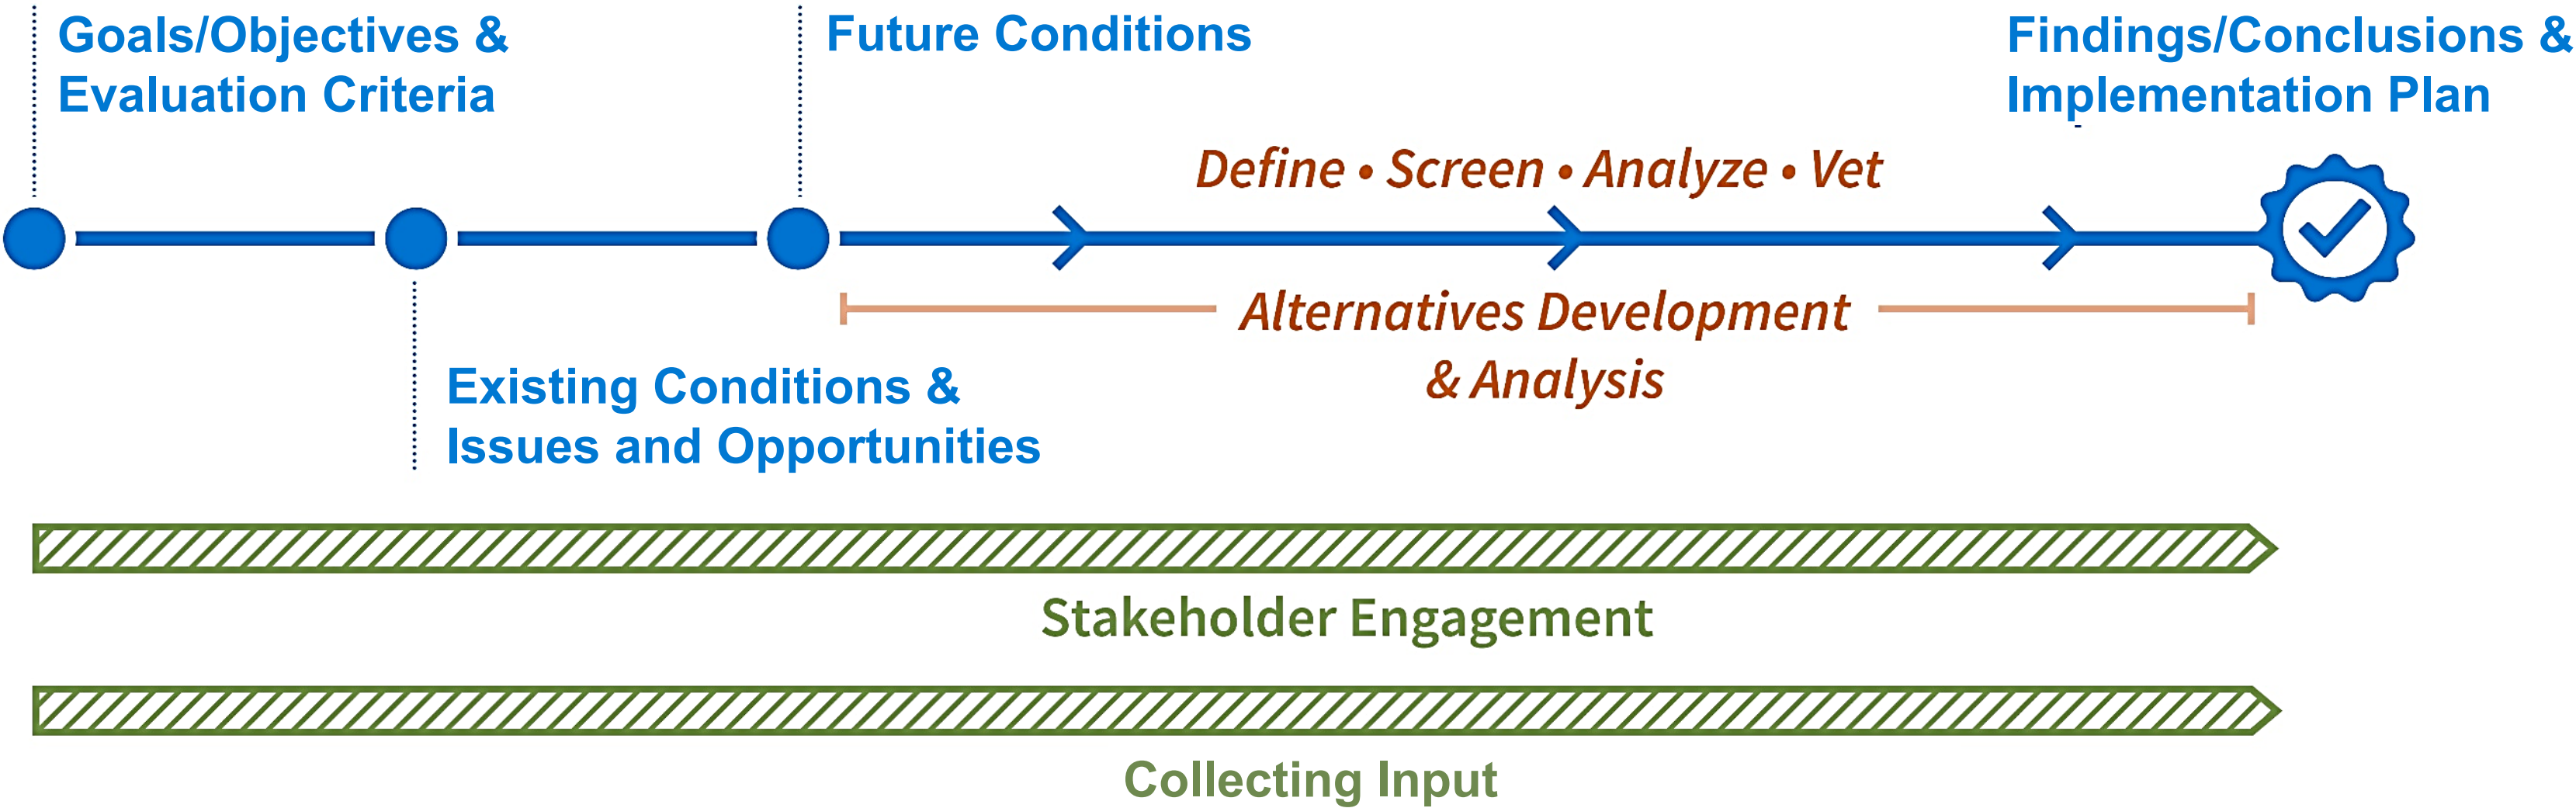 Goals/Objectives &
Evaluation Criteria
Future Conditions
Findings/Conclusions &
Implementation Plan
Define • Screen • Analyze • Vet
Alternatives Development
& Analysis
Existing Conditions &
Issues and Opportunities
Stakeholder Engagement
Collecting Input